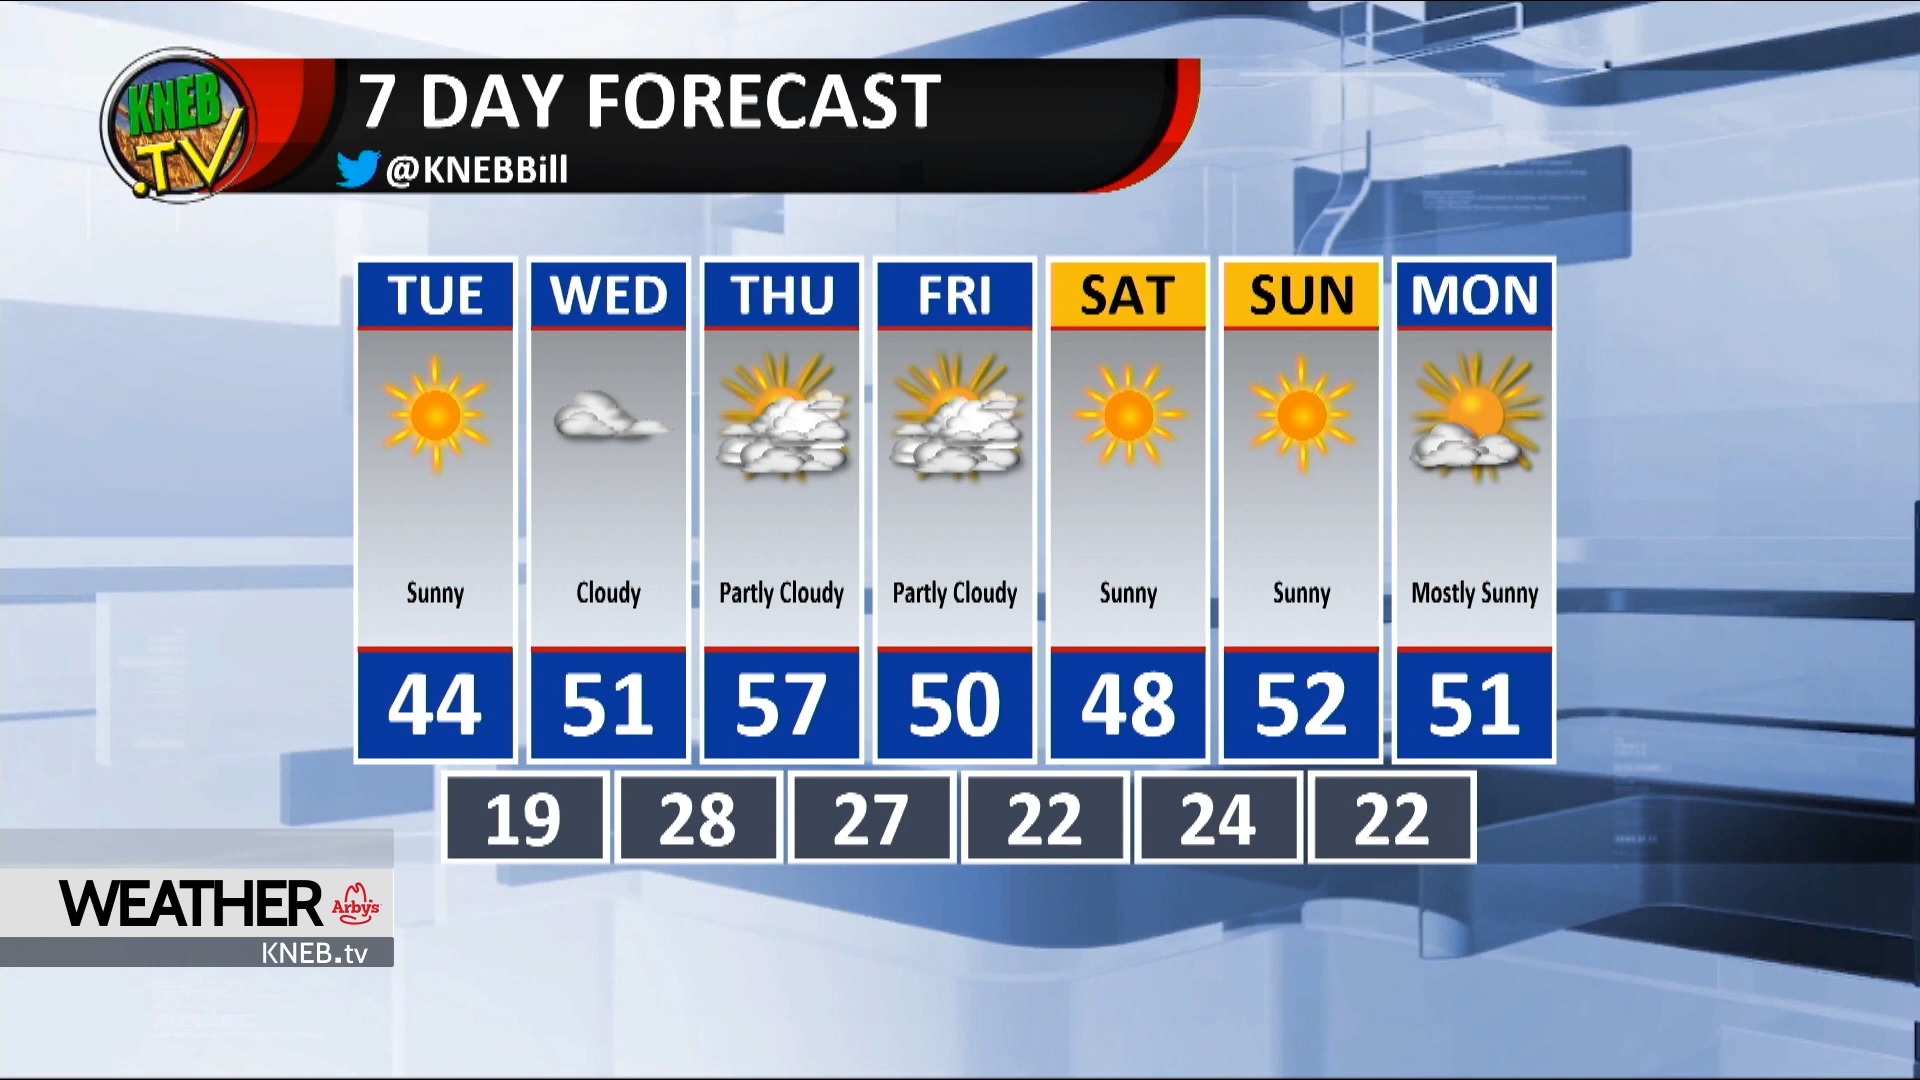 KNEB
.TV
7 DAY FORECAST
@KNEBBill
TUE WED THU FRI SAT SUN MON
Sunny Cloudy Partly Cloudy Partly Cloudy Sunny Sunny Mostly Sunny
44 51 57 50 48 52 51
19 28 27 22 24 22
WEATHER Arby's
KNEB.tv